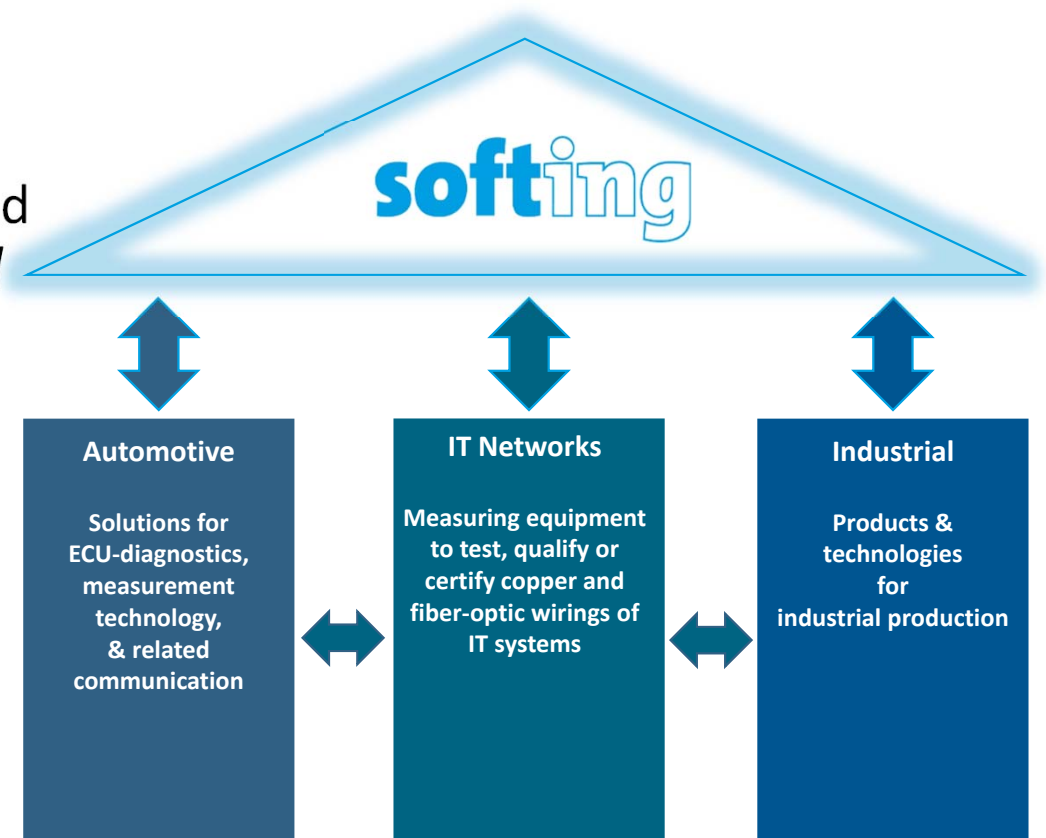 softing
d
Automotive
Solutions for
ECU-diagnostics,
measurement
technology,
& related
communication
IT Networks
Measuring equipment
to test, qualify or
certify copper and
fiber-optic wirings of
IT systems
Industrial
Products &
technologies
for
industrial production